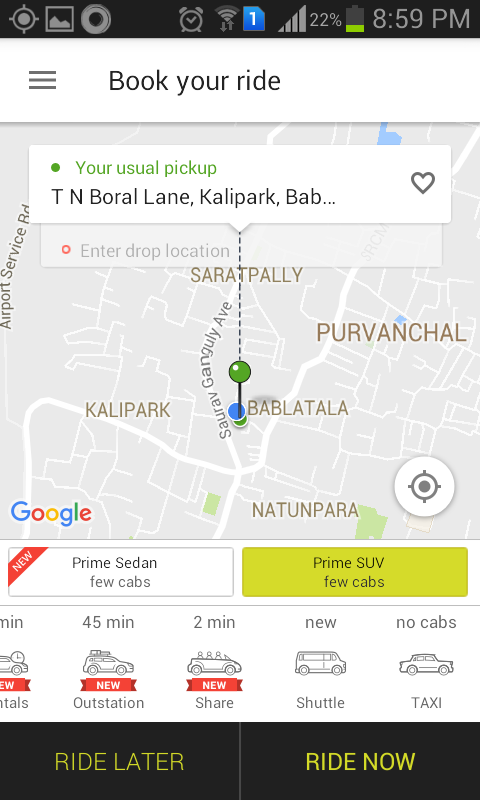 1
22%
8:59 PM
Book your ride
Your usual pickup
T N Boral Lane, Kalipark, Bab...
Enter drop location
Airport Service Rd
SARATPALLY
PURVANCHAL
Saurav Ganguly Ave
KALIPARK
BABLATALA
NATUNPARA
Google
NEW
Prime Sedan
few cabs
Prime SUV
few cabs
min
45 min
2 min
new
no cabs
EW
NEW
NEW
ntals
Outstation
Share
Shuttle
TAXI
RIDE LATER
RIDE NOW